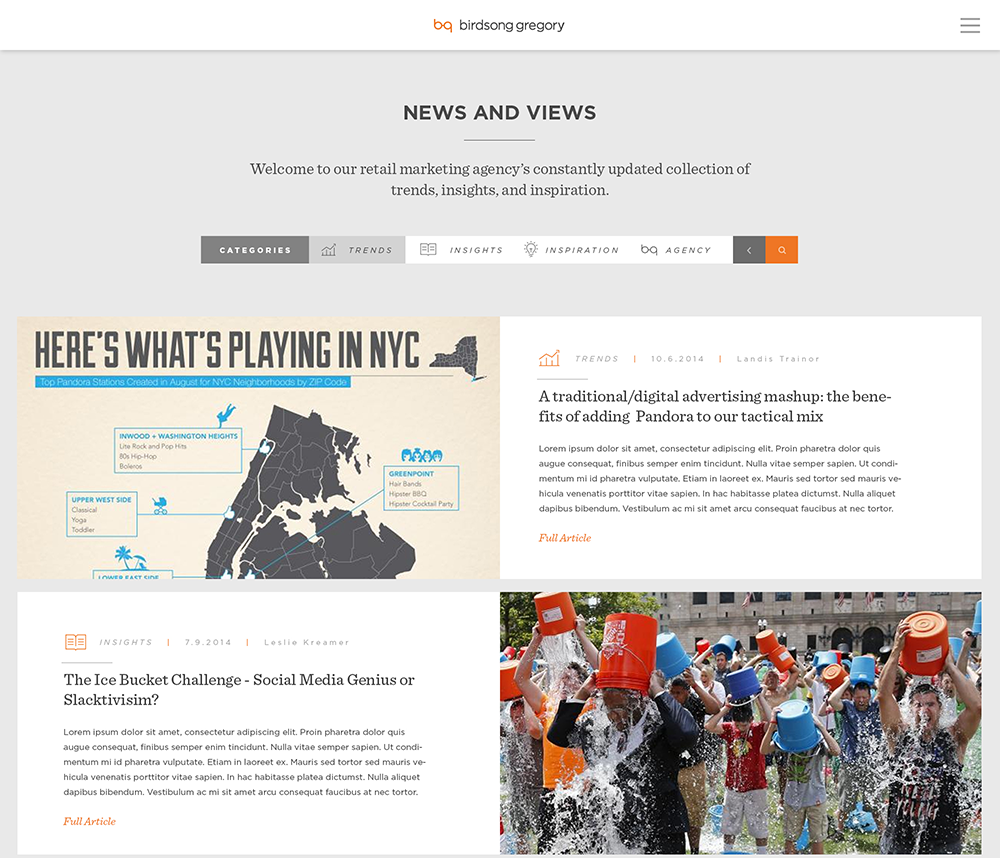 bq birdsong gregory
NEWS AND VIEWS
Welcome to our retail marketing agency's constantly updated collection of
trends, insights, and inspiration.
CATEGORIES TRENDS INSIGHTS INSPIRATION bq AGENCY
HERE'S WHAT'S PLAYING IN NYC
Top Pandora Stations Created in August for NYC Neighborhoods by ZIP Code
INWOOD + WASHINGTON HEIGHTS
Lite Rock and Pop Hits
80s Hip-Hop
Boleros
GREENPOINT
Hair Bands
Hipster BBQ
Hipster Cocktail Party
UPPER WEST SIDE
Classical
Yoga
Toddler
LOWER EAST SIDE
TRENDS | 10.6.2014 | Landis Trainor
A traditional/digital advertising mashup: the bene-
fits of adding Pandora to our tactical mix
Lorem ipsum dolor sit amet, consectetur adipiscing elit. Proin pharetra dolor quis
augue consequat, finibus semper enim tincidunt. Nulla vitae semper sapien. Ut condi-
mentum mi id pharetra vulputate. Etiam in laoreet ex. Mauris sed tortor sed mauris ve-
hicula venenatis porttitor vitae sapien. In hac habitasse platea dictumst. Nulla aliquet
dapibus bibendum. Vestibulum ac mi sit amet arcu consequat faucibus at nec tortor.
Full Article
INSIGHTS | 7.9.2014 | Leslie Kreamer
The Ice Bucket Challenge - Social Media Genius or
Slacktivisim?
Lorem ipsum dolor sit amet, consectetur adipiscing elit. Proin pharetra dolor quis
augue consequat, finibus semper enim tincidunt. Nulla vitae semper sapien. Ut condi-
mentum mi id pharetra vulputate. Etiam in laoreet ex. Mauris sed tortor sed mauris ve-
hicula venenatis porttitor vitae sapien. In hac habitasse platea dictumst. Nulla aliquet
dapibus bibendum. Vestibulum ac mi sit amet arcu consequat faucibus at nec tortor.
Full Article